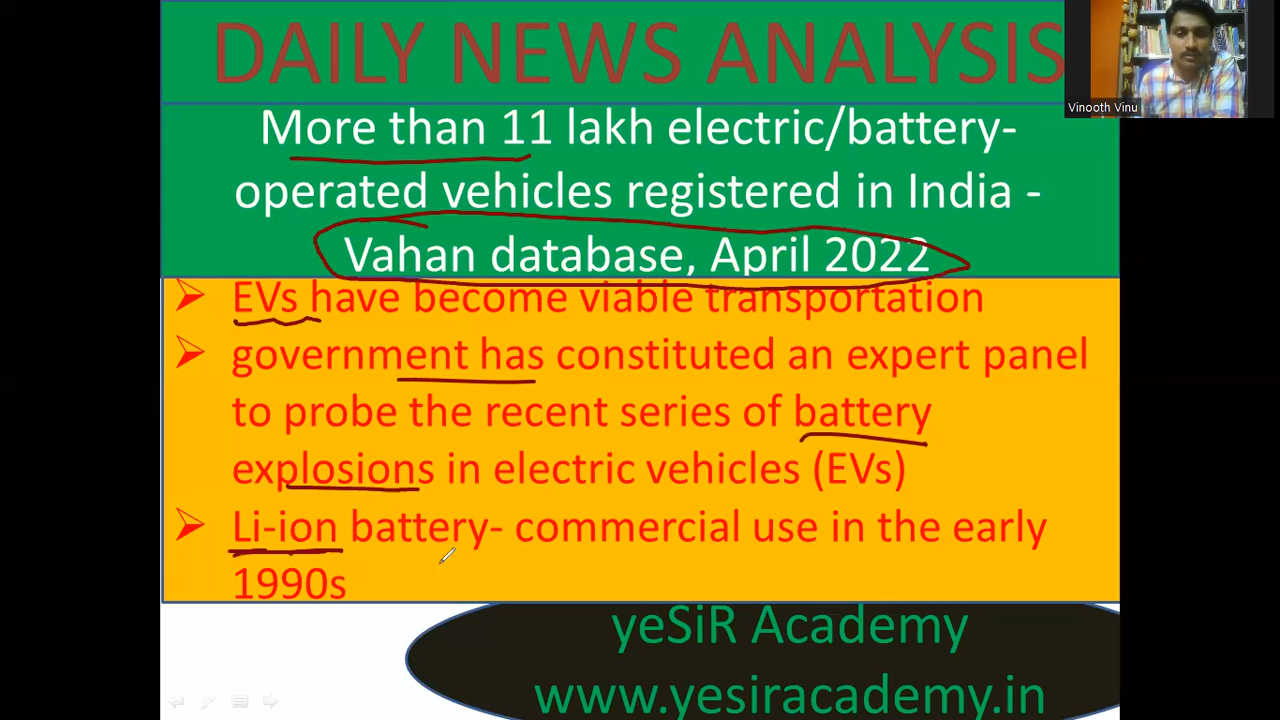 DAILY NEWS ANALYSIS
Vinooth Vinu
More than 11 lakh electric/battery-
operated vehicles registered in India -
Vahan database, April 2022
EVs have become viable transportation
government has constituted an expert panel
to probe the recent series of battery
explosions in electric vehicles (EVs)
Li-ion battery- commercial use in the early
1990s
yeSiR Academy
www.yesiracademy.in